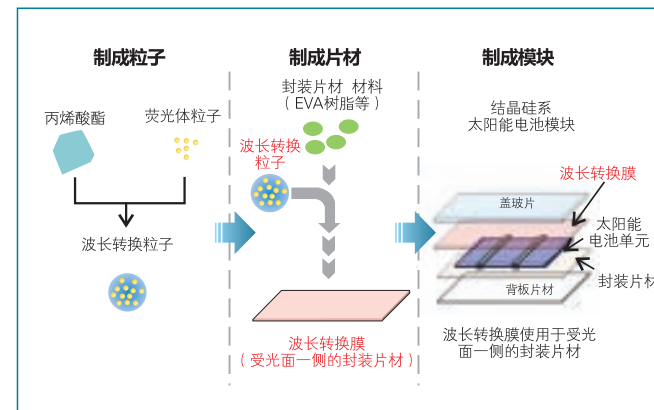 制成粒子
丙烯酸酯
荧光体粒子
波长转换粒子
制成片材
封装片材 材料
（EVA树脂等）
波长转换
粒子
波长转换膜
（受光面一侧的封装片材）
制成模块
结晶硅系
太阳能电池模块
波长转换膜
盖玻片
太阳能
电池单元
封装片材
背板片材
波长转换膜使用于受光
面一侧的封装片材